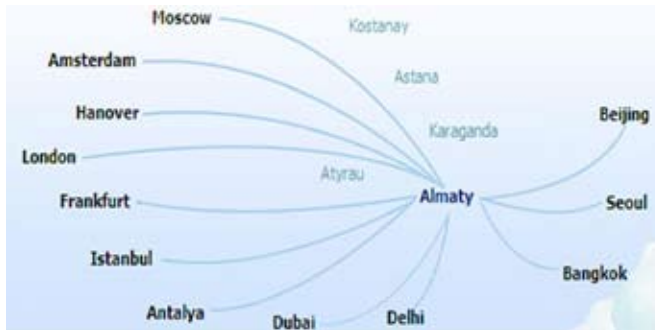 Moscow
Kostanay
Amsterdam
Astana
Hanover
Karaganda
Beijing
London
Atyrau
Almaty
Frankfurt
Seoul
Istanbul
Bangkok
Antalya
Dubai
Delhi